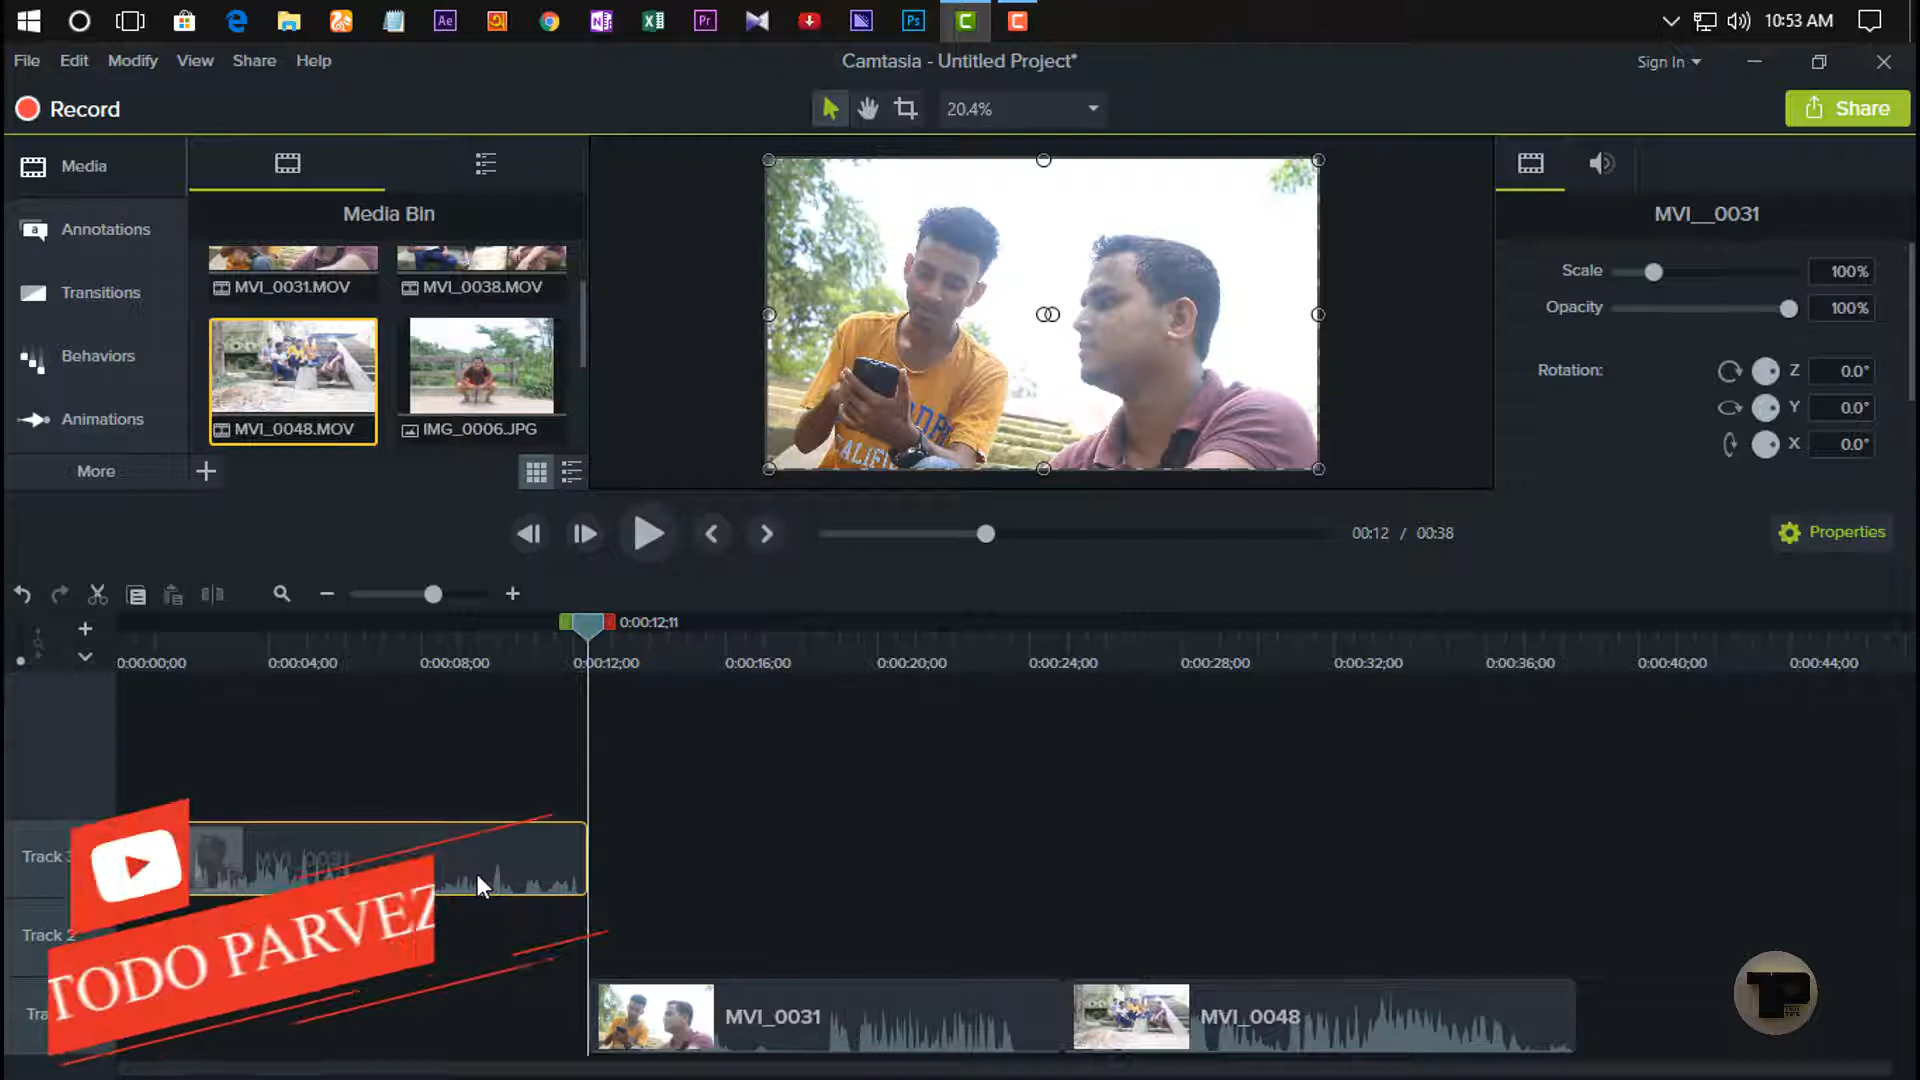 Ae
Pr
Ps
10:53 AM
File
Edit
Modify
View
Share
Help
Camtasia - Untitled Project*
Sign In
Record
20.4%
Share
Media
Annotations
Transitions
Behaviors
Animations
More
Media Bin
MVI_0031.MOV
MVI_0038.MOV
MVI_0048.MOV
IMG_0006.JPG
MVI__0031
Scale
100%
Opacity
100%
Rotation:
Z
0.0°
Y
0.0°
X
0.0°
00:12 / 00:38
Properties
0:00:12;11
0:00:00;00
0:00:04;00
0:00:08;00
0:00:12;00
0:00:16;00
0:00:20;00
0:00:24;00
0:00:28;00
0:00:32;00
0:00:36;00
0:00:40;00
0:00:44;00
Track 3
MVI_0031
Track 2
TODO PARVEZ
MVI_0031
MVI_0048
TP